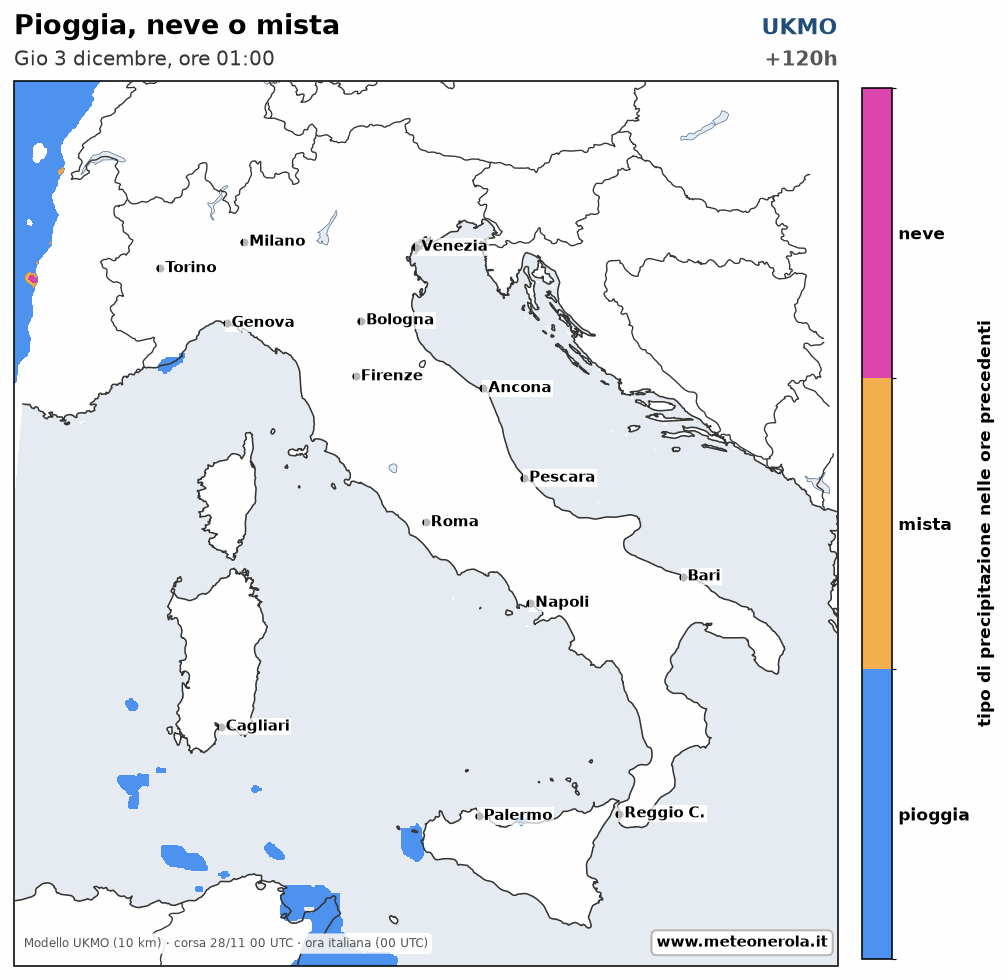 Pioggia, neve o mista
UKMO
Gio 3 dicembre, ore 01:00
+120h
neve
Milano
Venezia
Torino
Genova
Bologna
Firenze
Ancona
Pescara
mista
Roma
Bari
Napoli
tipo di precipitazione nelle ore precedenti
Cagliari
Palermo
Reggio C.
pioggia
Modello UKMO (10 km) · corsa 28/11 00 UTC · ora italiana (00 UTC)
www.meteonerola.it